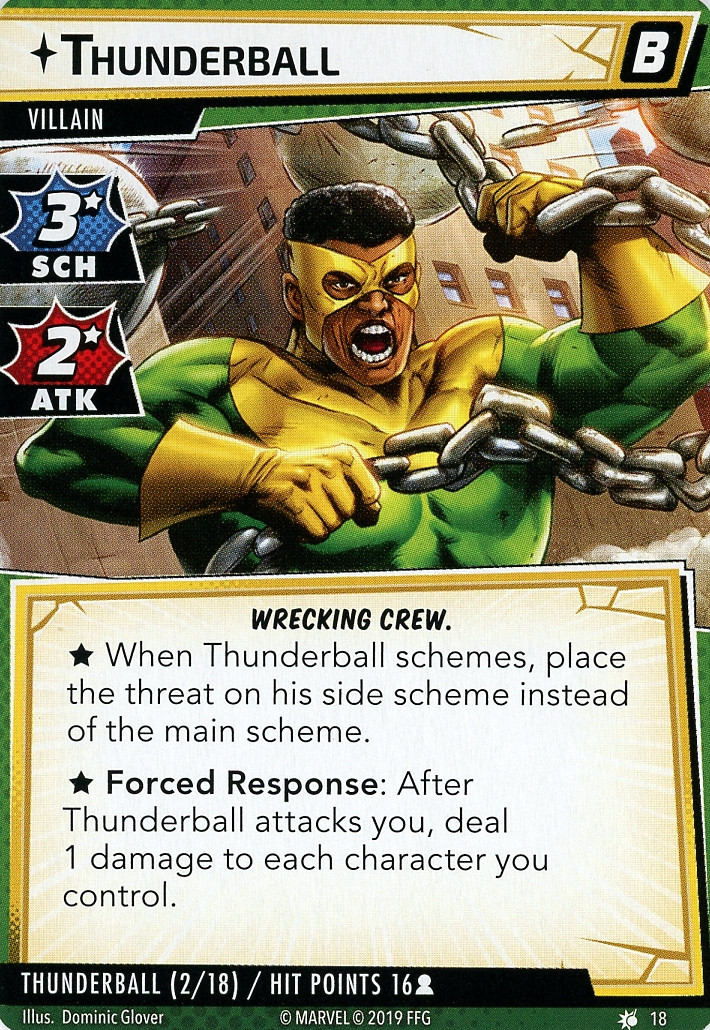 THUNDERBALL
B
VILLAIN
3
SCH
2
ATK
WRECKING CREW.
★ When Thunderball schemes, place
the threat on his side scheme instead
of the main scheme.
★ Forced Response: After
Thunderball attacks you, deal
1 damage to each character you
control.
THUNDERBALL (2/18) / HIT POINTS 16
Illus. Dominic Glover
© MARVEL © 2019 FFG
18